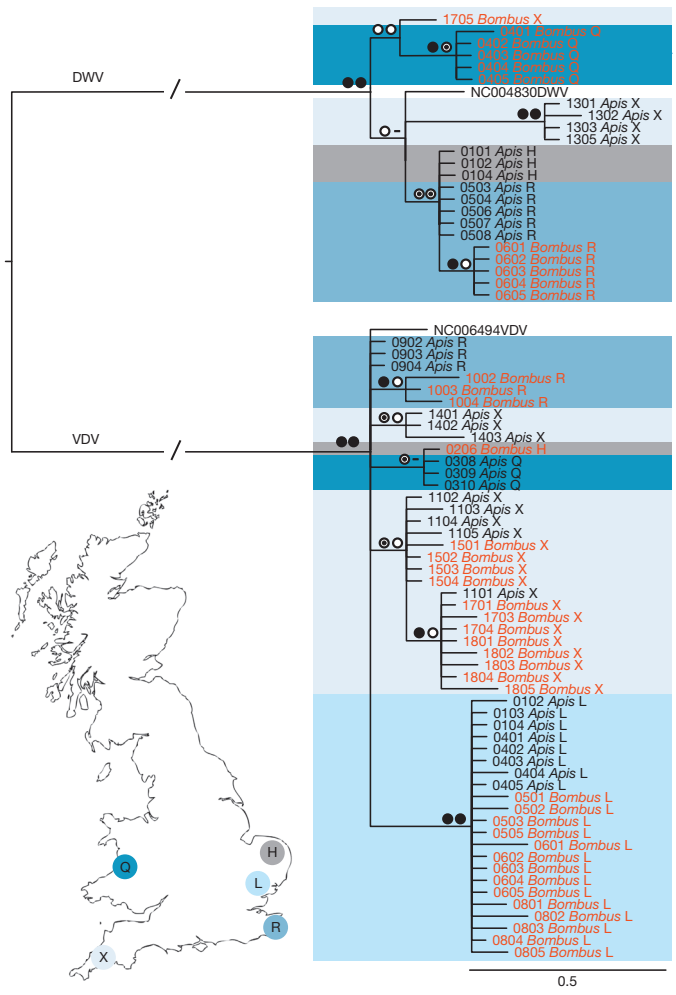 1705 Bombus X
0401 Bombus Q
0402 Bombus Q
0403 Bombus Q
0404 Bombus Q
0405 Bombus Q
DWV
NC004830DWV
1301 Apis X
1302 Apis X
1303 Apis X
1305 Apis X
0101 Apis H
0102 Apis H
0104 Apis H
0503 Apis R
0504 Apis R
0506 Apis R
0507 Apis R
0508 Apis R
0601 Bombus R
0602 Bombus R
0603 Bombus R
0604 Bombus R
0605 Bombus R
NC006494VDV
0902 Apis R
0903 Apis R
0904 Apis R
1002 Bombus R
1003 Bombus R
1004 Bombus R
1401 Apis X
1402 Apis X
1403 Apis X
VDV
0206 Bombus H
0308 Apis Q
0309 Apis Q
0310 Apis Q
1102 Apis X
1103 Apis X
1104 Apis X
1105 Apis X
1501 Bombus X
1502 Bombus X
1503 Bombus X
1504 Bombus X
1101 Apis X
1701 Bombus X
1703 Bombus X
1704 Bombus X
1801 Bombus X
1802 Bombus X
1803 Bombus X
1804 Bombus X
1805 Bombus X
0102 Apis L
0103 Apis L
0104 Apis L
0401 Apis L
0402 Apis L
0403 Apis L
0404 Apis L
0405 Apis L
0501 Bombus L
0502 Bombus L
0503 Bombus L
0505 Bombus L
0601 Bombus L
0602 Bombus L
0603 Bombus L
0604 Bombus L
0605 Bombus L
0801 Bombus L
0802 Bombus L
0803 Bombus L
0804 Bombus L
0805 Bombus L
H
Q
L
R
X
0.5